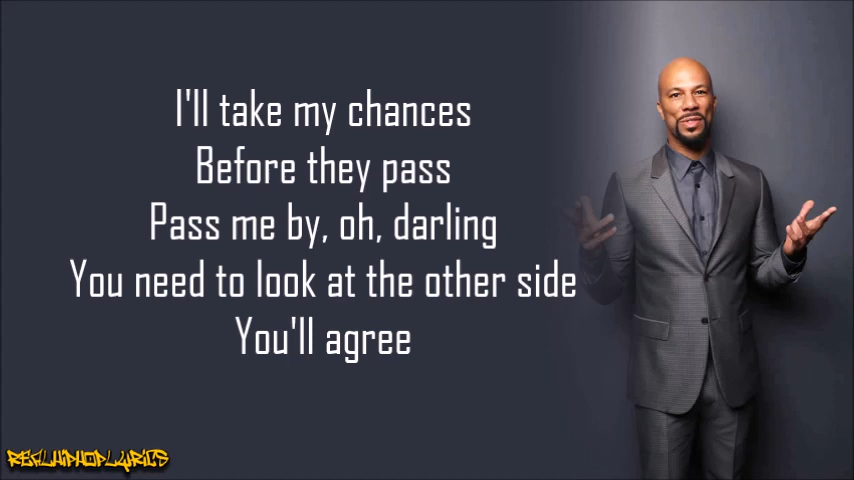 I'll take my chances
Before they pass
Pass me by, oh, darling
You need to look at the other side
You'll agree
REALHIPHOPLYRICS